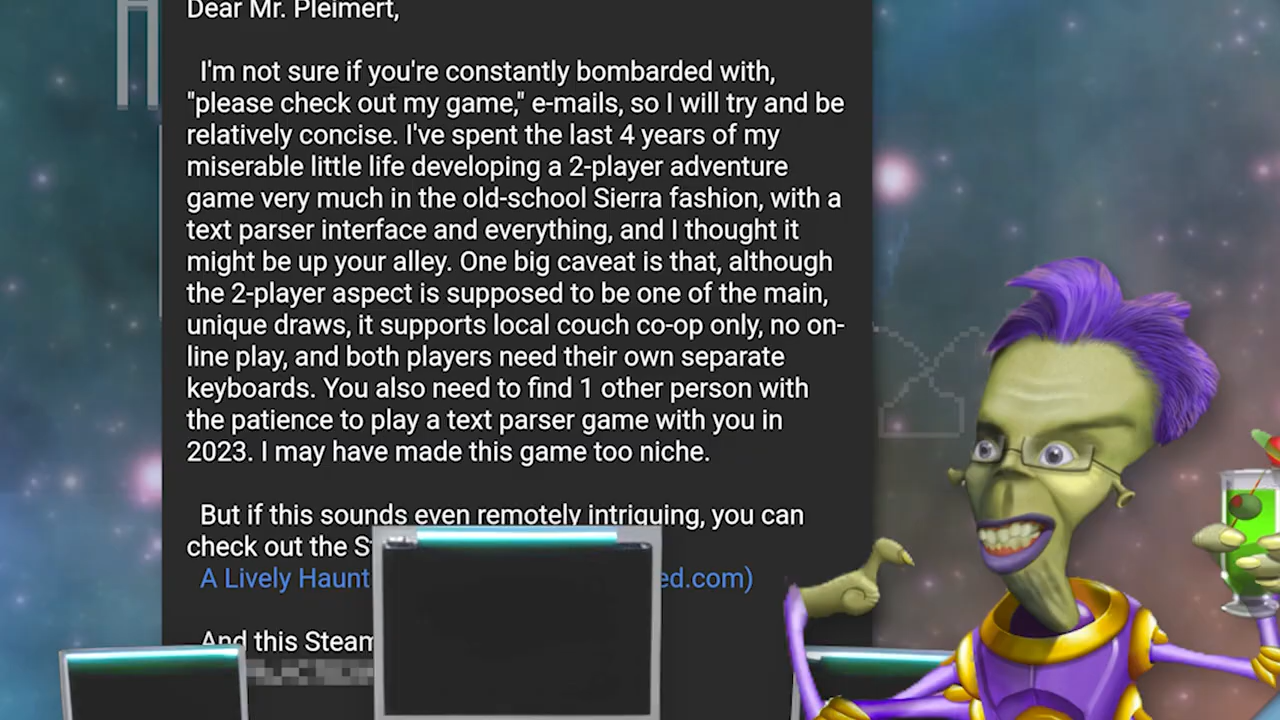 Dear Mr. Pleimert,
I'm not sure if you're constantly bombarded with,
"please check out my game," e-mails, so I will try and be
relatively concise. I've spent the last 4 years of my
miserable little life developing a 2-player adventure
game very much in the old-school Sierra fashion, with a
text parser interface and everything, and I thought it
might be up your alley. One big caveat is that, although
the 2-player aspect is supposed to be one of the main,
unique draws, it supports local couch co-op only, no on-
line play, and both players need their own separate
keyboards. You also need to find 1 other person with
the patience to play a text parser game with you in
2023. I may have made this game too niche.
But if this sounds even remotely intriguing, you can
check out the S
A Lively Haunt ed.com)
And this Steam